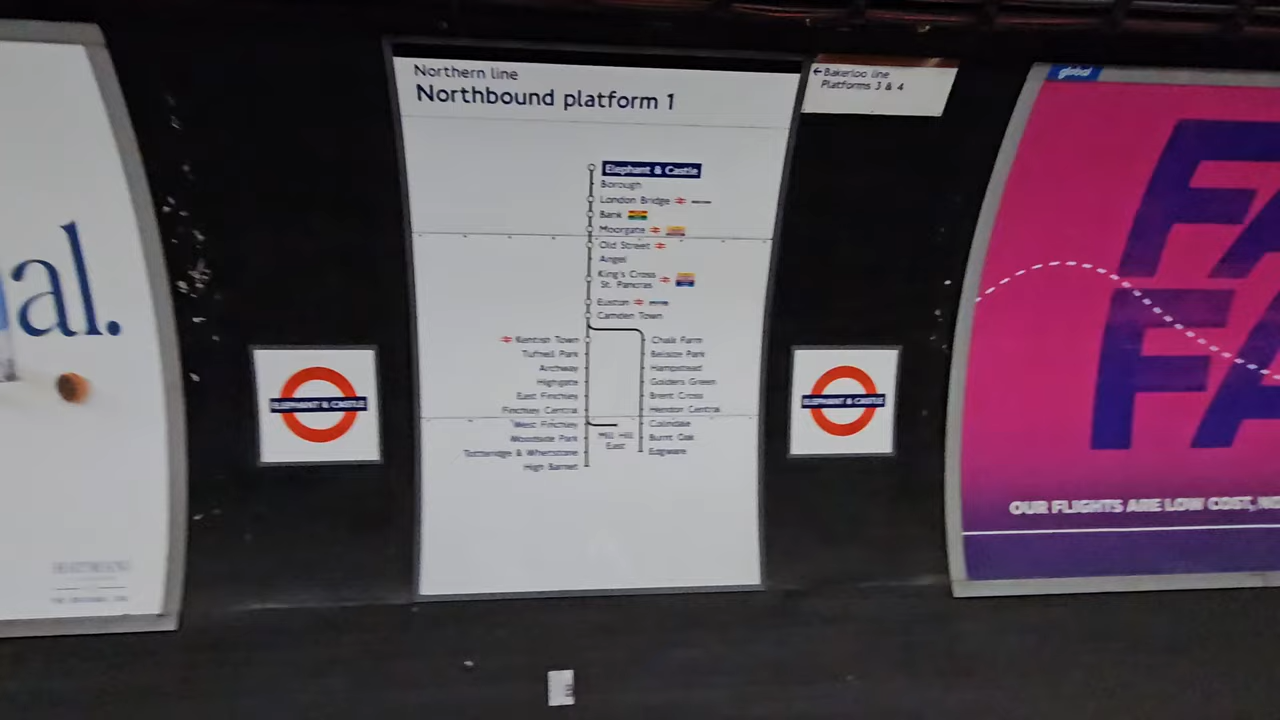 al.
Northern line
Northbound platform 1
Elephant & Castle
Borough
London Bridge
Bank
Moorgate
Old Street
Angel
King's Cross
St. Pancras
Euston
Camden Town
Kentish Town
Tufnell Park
Archway
Highgate
East Finchley
Finchley Central
West Finchley
Woodside Park
Totteridge & Whetstone
High Barnet
Mill Hill
East
Chalk Farm
Belsize Park
Hampstead
Golders Green
Brent Cross
Hendon Central
Colindale
Burnt Oak
Edgware
← Bakerloo line
Platforms 3 & 4
ELEPHANT & CASTLE
ELEPHANT & CASTLE
global
FA
FA
OUR FLIGHTS ARE LOW COST,